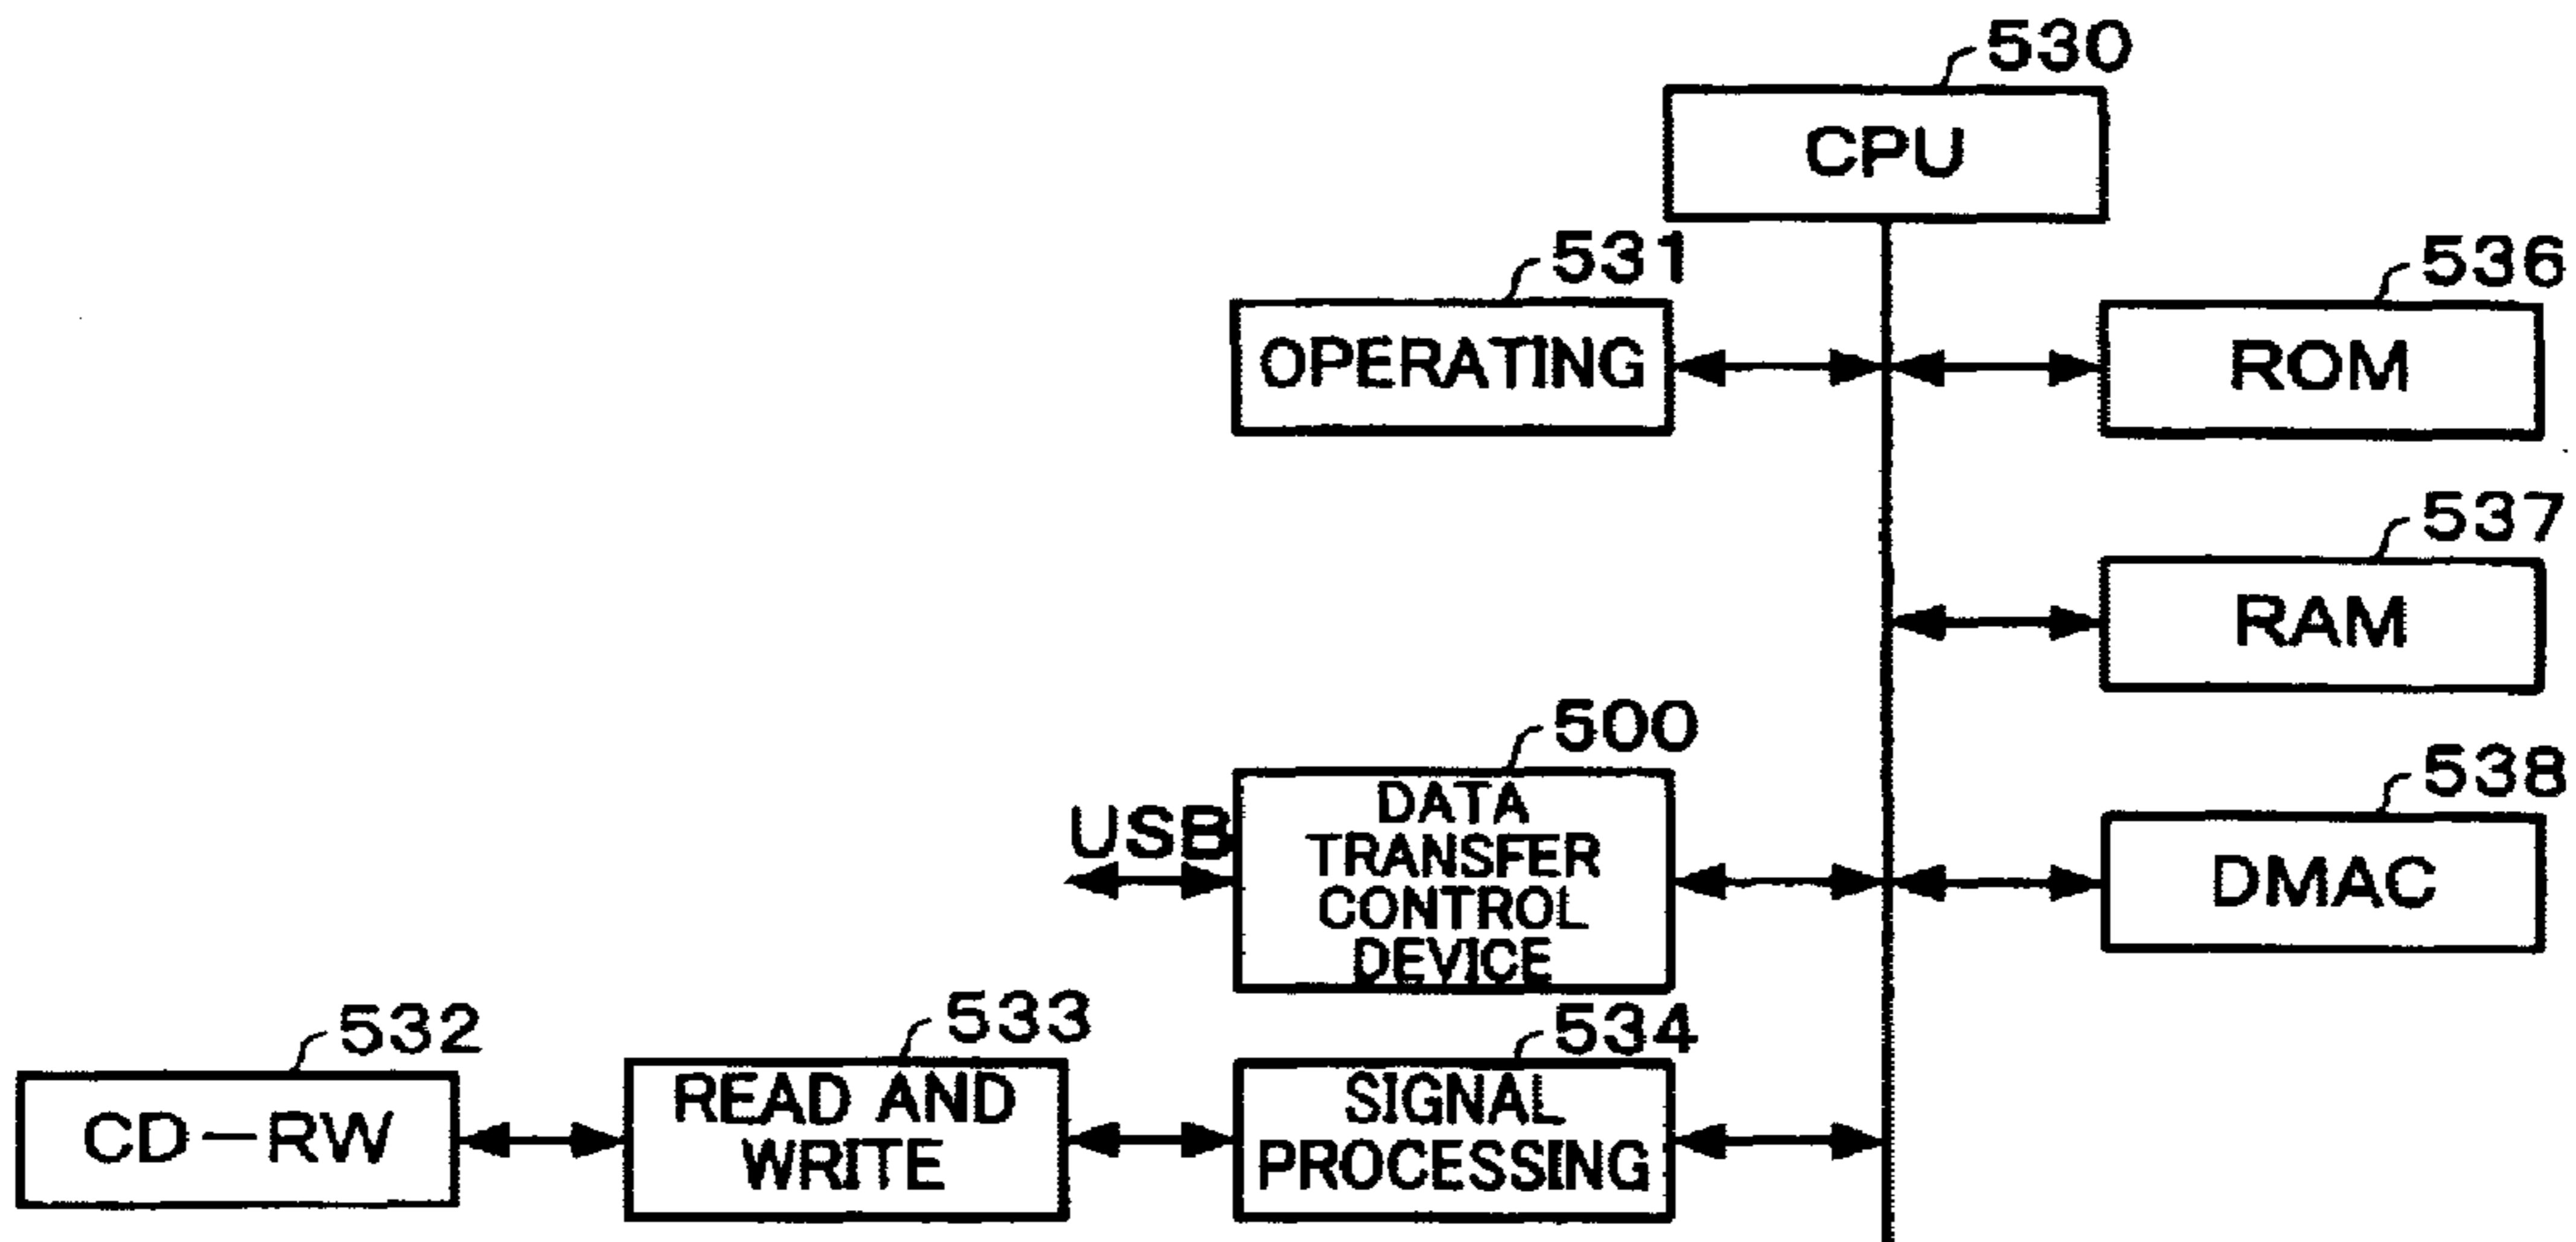 530
CPU
531
536
OPERATING
ROM
537
RAM
500
538
USB
DATA
TRANSFER
CONTROL
DEVICE
DMAC
532
533
534
CD-RW
READ AND
WRITE
SIGNAL
PROCESSING